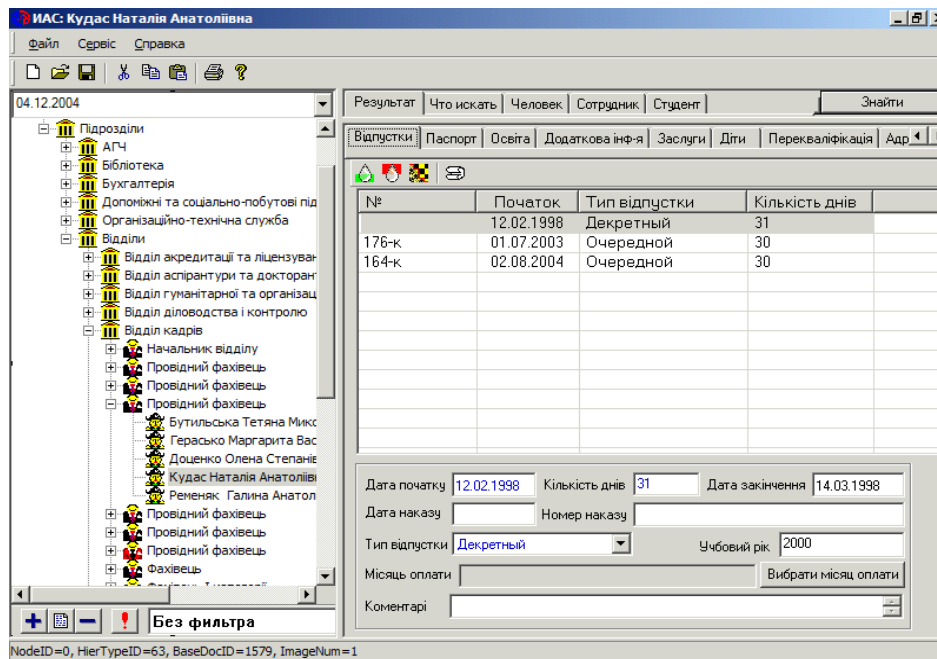 ИАС: Кудас Наталія Анатоліївна
Файл Сервіс Справка
04.12.2004
Підрозділи
АГЧ
Бібліотека
Бухгалтерія
Допоміжні та соціально-побутові під
Організаційно-технічна служба
Відділи
Відділ акредитації та ліцензуван
Відділ аспірантури та докторан
Відділ гуманітарної та організац
Відділ діловодства і контролю
Відділ кадрів
Начальник відділу
Провідний фахівець
Провідний фахівець
Провідний фахівець
Бутильська Тетяна Мико
Герасько Маргарита Вас
Доценко Олена Степанів
Кудас Наталія Анатоліїв
Ременяк Галина Анатол
Провідний фахівець
Провідний фахівець
Провідний фахівець
Фахівець
Без фильтра
Результат Что искать Человек Сотрудник Студент Знайти
Відпустки Паспорт Освіта Додаткова інф-я Заслуги Діти Перекваліфікація Адр
№ Початок Тип відпустки Кількість днів
12.02.1998 Декретный 31
176-к 01.07.2003 Очередной 30
164-к 02.08.2004 Очередной 30
Дата початку 12.02.1998 Кількість днів 31 Дата закінчення 14.03.1998
Дата наказу Номер наказу
Тип відпустки Декретный Учбовий рік 2000
Місяць оплати Вибрати місяц оплати
Коментарі
NodeID=0, HierTypeID=63, BaseDocID=1579, ImageNum=1